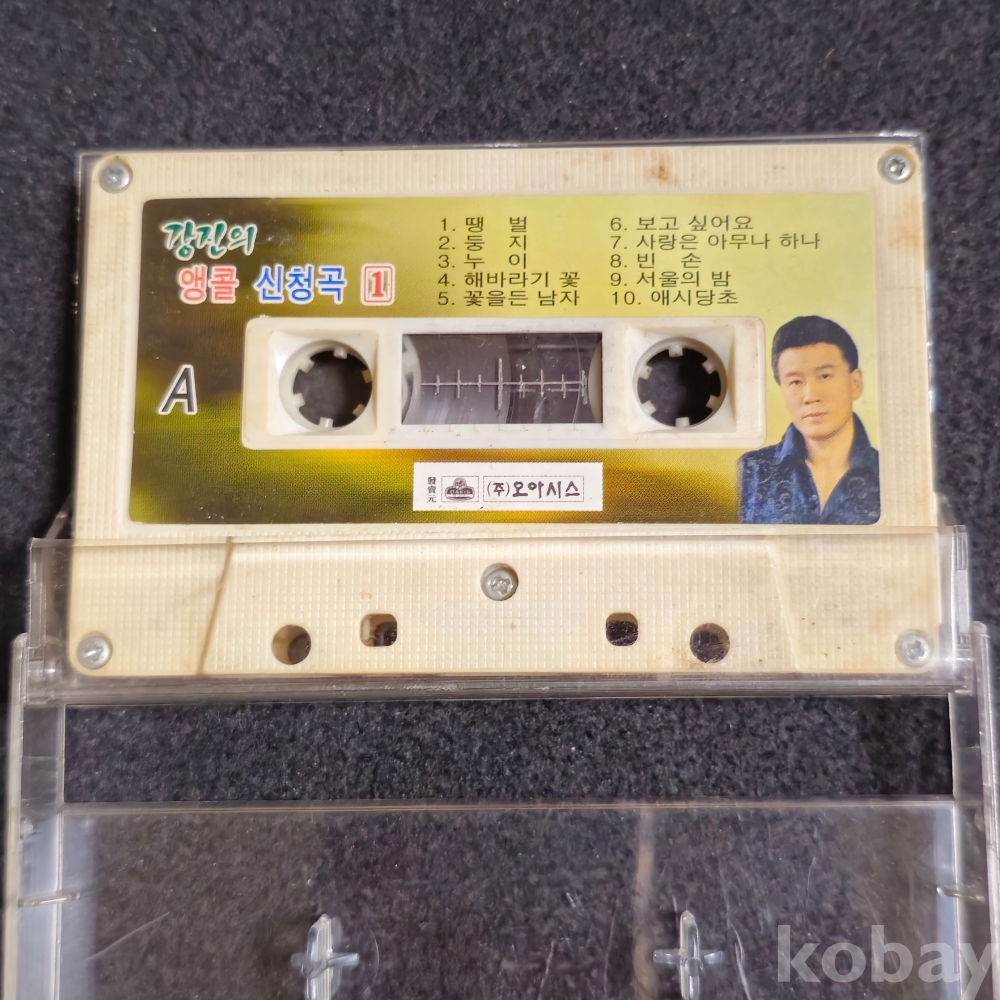 강진의
앵콜 신청곡 1
1. 땡 벌
2. 둥 지
3. 누 이
4. 해바라기 꽃
5. 꽃을든 남자
6. 보고 싶어요
7. 사랑은 아무나 하나
8. 빈 손
9. 서울의 밤
10. 애시당초
A
發賣元
(주)오아시스
kobay